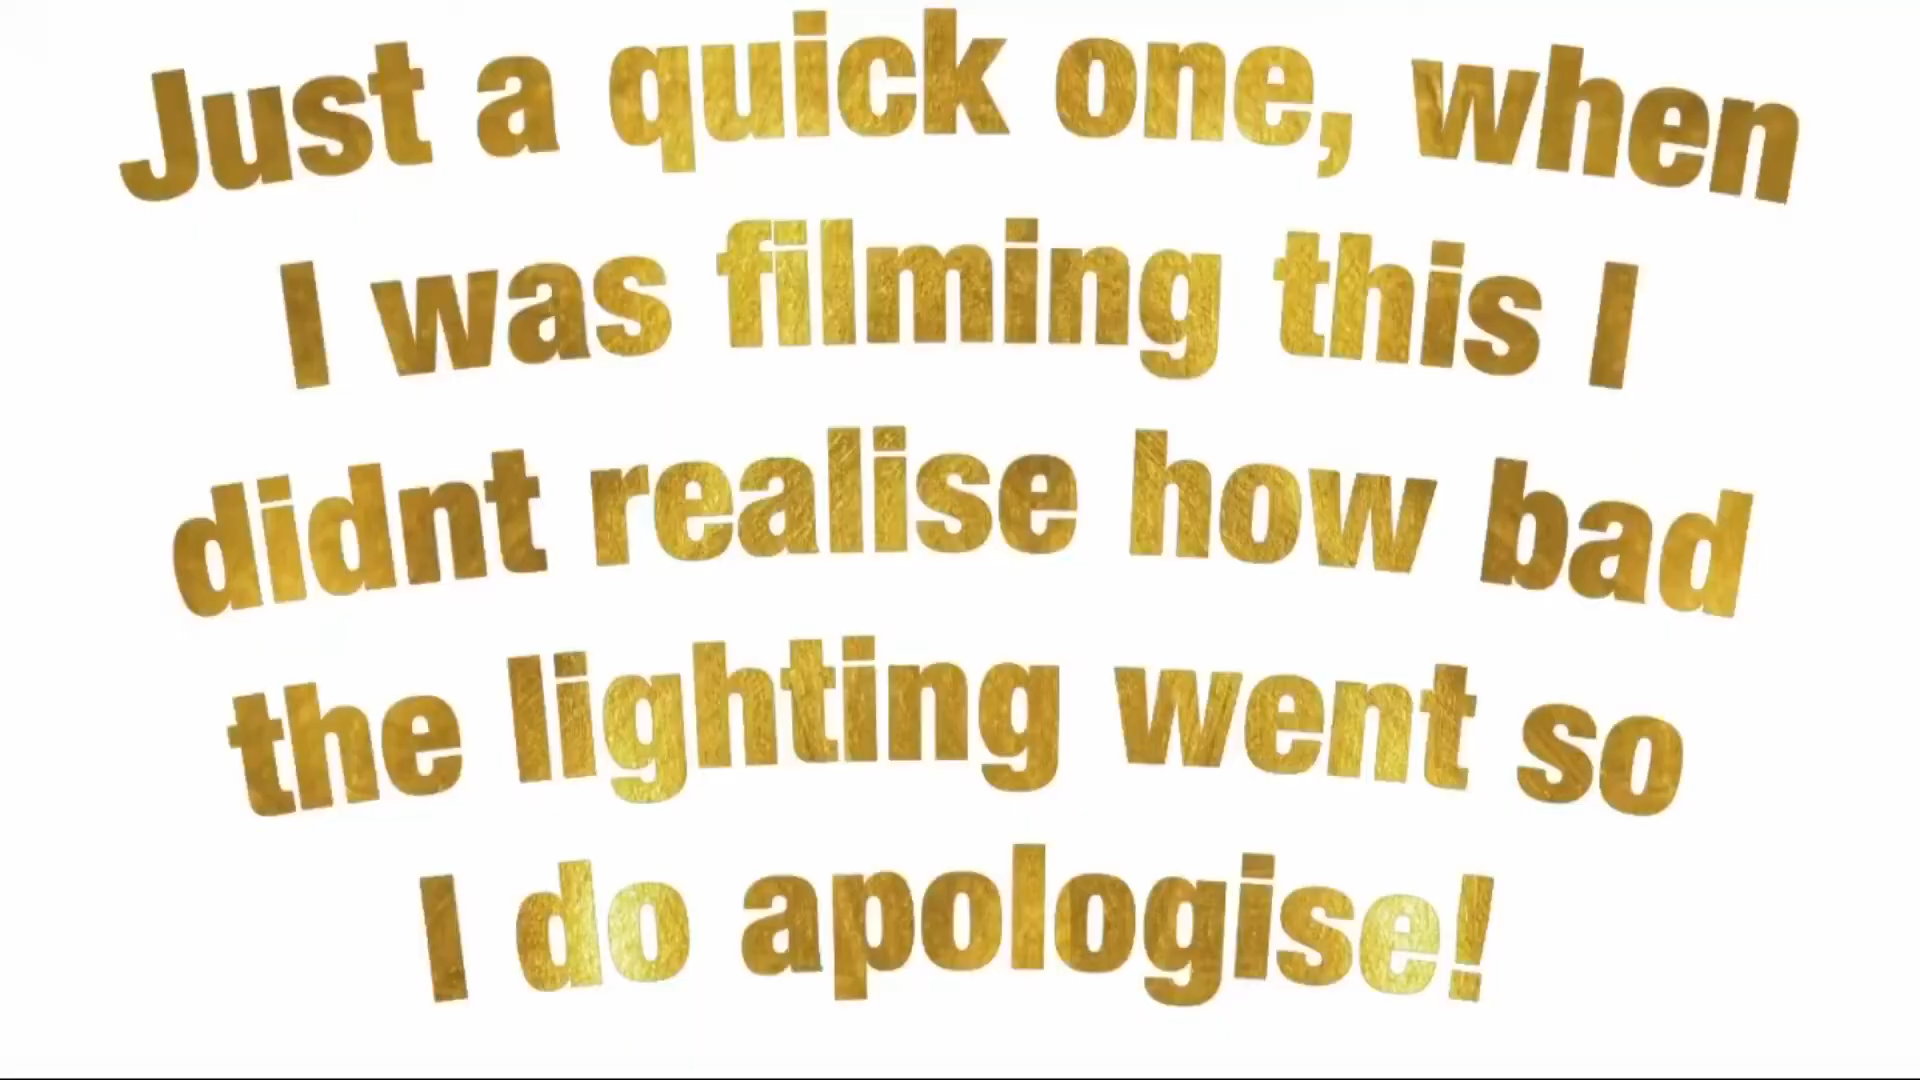 Just a quick one, when
I was filming this I
didnt realise how bad
the lighting went so
I do apologise!